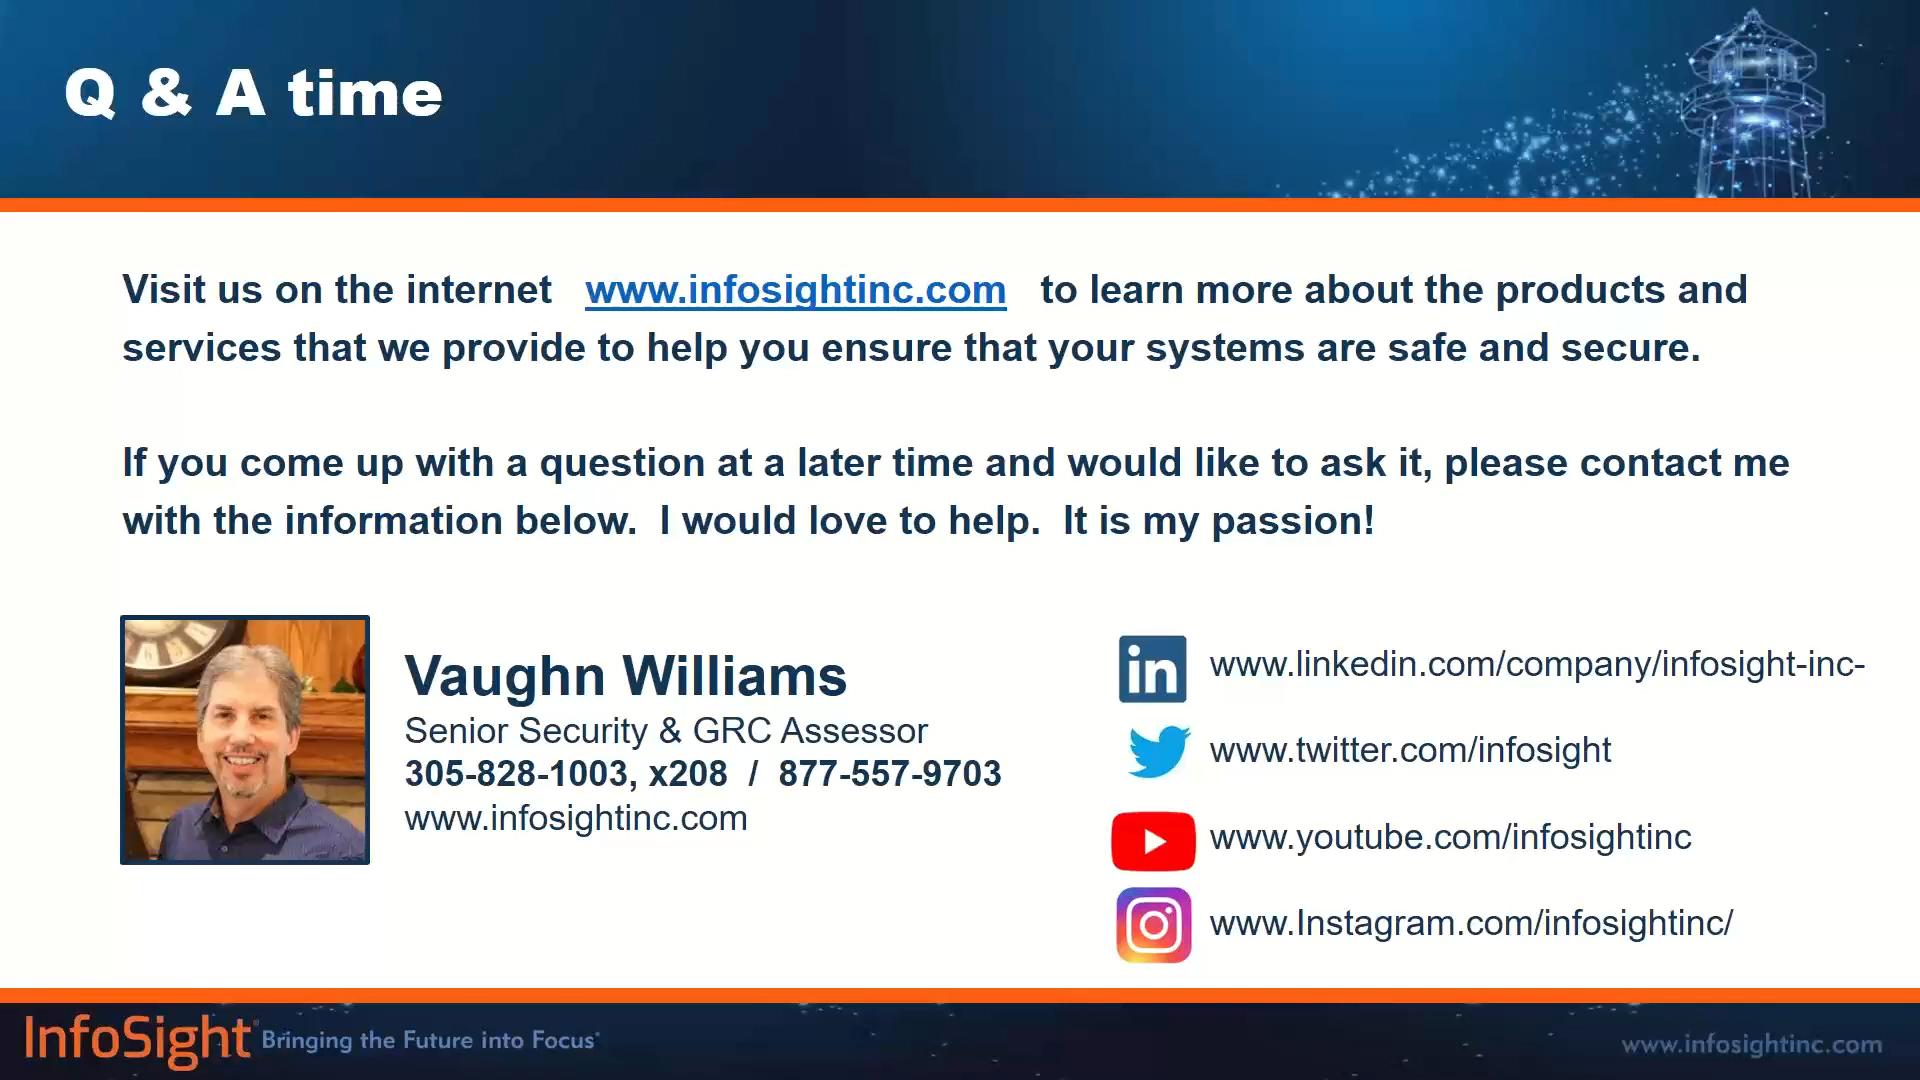 Q & A time
Visit us on the internet www.infosightinc.com to learn more about the products and
services that we provide to help you ensure that your systems are safe and secure.
If you come up with a question at a later time and would like to ask it, please contact me
with the information below. I would love to help. It is my passion!
Vaughn Williams
Senior Security & GRC Assessor
305-828-1003, x208 / 877-557-9703
www.infosightinc.com
in www.linkedin.com/company/infosight-inc-
www.twitter.com/infosight
www.youtube.com/infosightinc
www.Instagram.com/infosightinc/
InfoSight® Bringing the Future into Focus
www.infosightinc.com